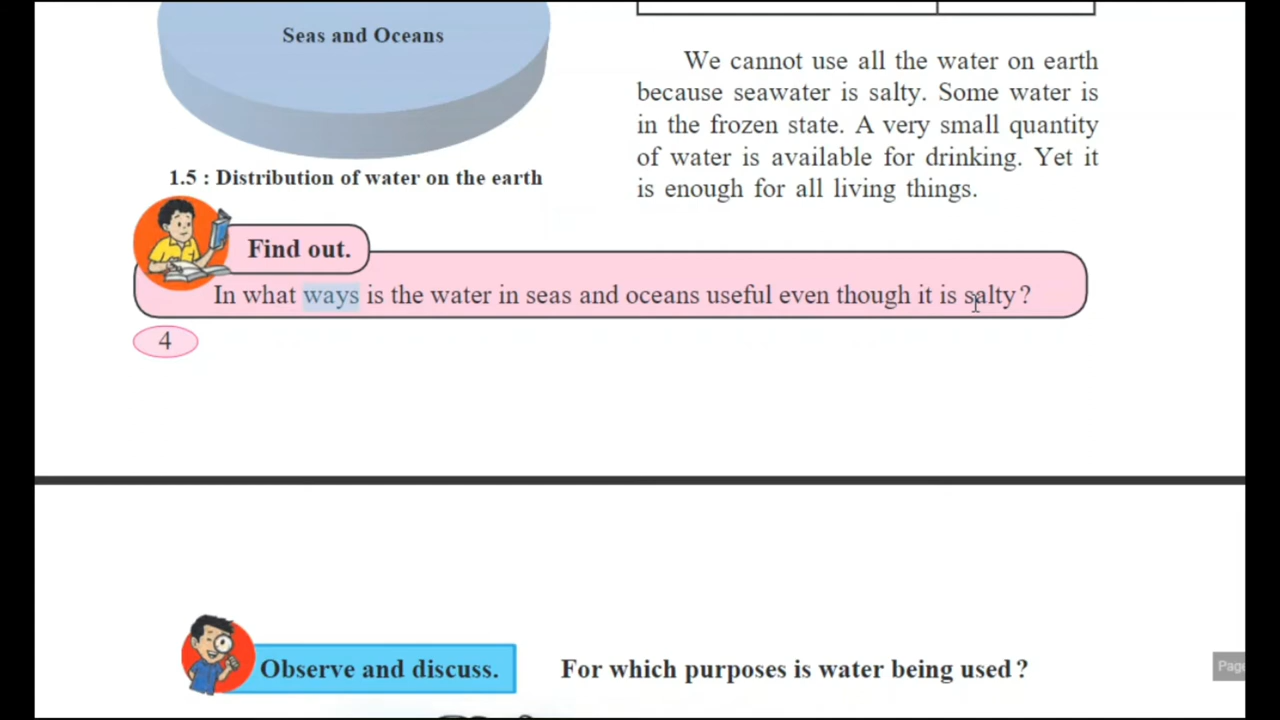 Seas and Oceans
1.5 : Distribution of water on the earth
We cannot use all the water on earth
because seawater is salty. Some water is
in the frozen state. A very small quantity
of water is available for drinking. Yet it
is enough for all living things.
Find out.
In what ways is the water in seas and oceans useful even though it is salty?
4
Observe and discuss.
For which purposes is water being used?
Page